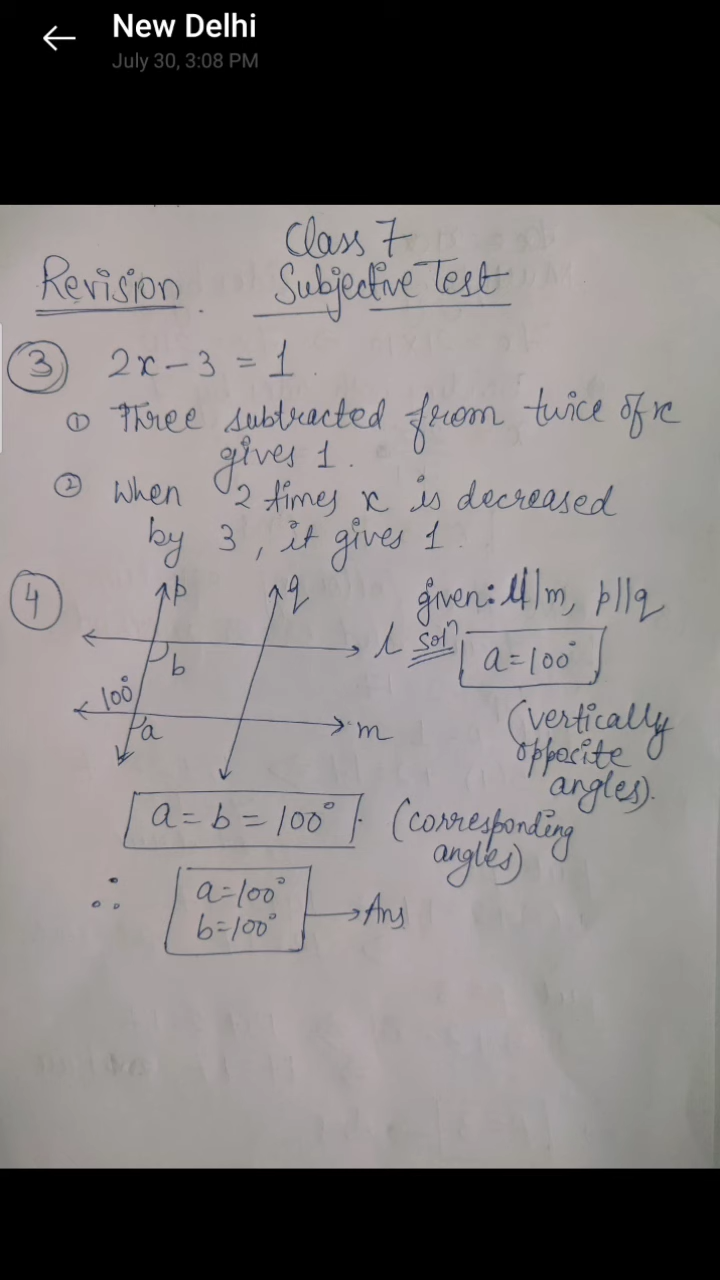 New Delhi
July 30, 3:08 PM
Class 7
Revision. Subjective Test
③ 2x - 3 = 1.
① Three subtracted from twice of x
gives 1.
② When 2 times x is decreased
by 3, it gives 1.
④ p q given: l||m, p||q
l soln a = 100°
b
100°
m (vertically
a opposite
angles).
a = b = 100°. (corresponding
angles)
∴ a = 100°
b = 100° → Ans